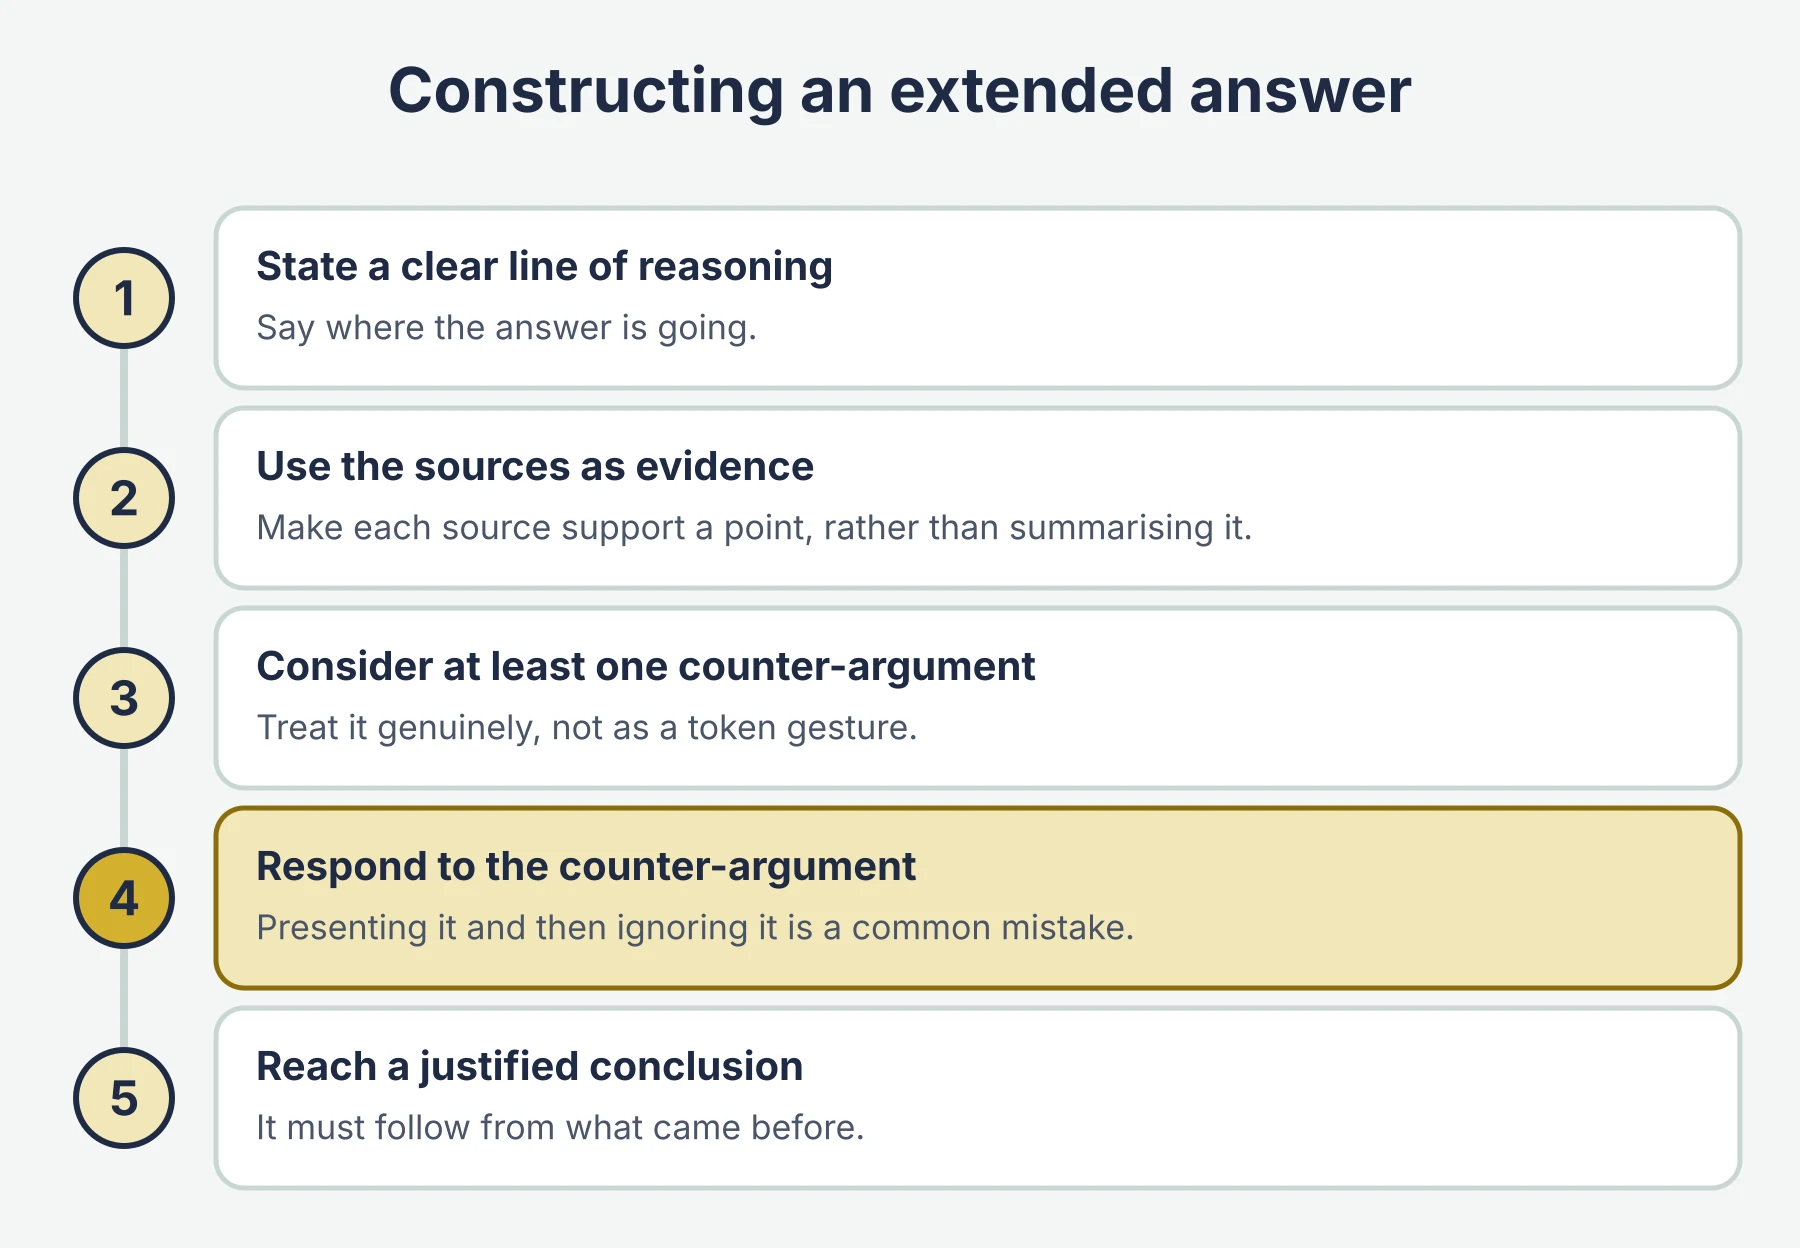 Constructing an extended answer
1
State a clear line of reasoning
Say where the answer is going.
2
Use the sources as evidence
Make each source support a point, rather than summarising it.
3
Consider at least one counter-argument
Treat it genuinely, not as a token gesture.
4
Respond to the counter-argument
Presenting it and then ignoring it is a common mistake.
5
Reach a justified conclusion
It must follow from what came before.